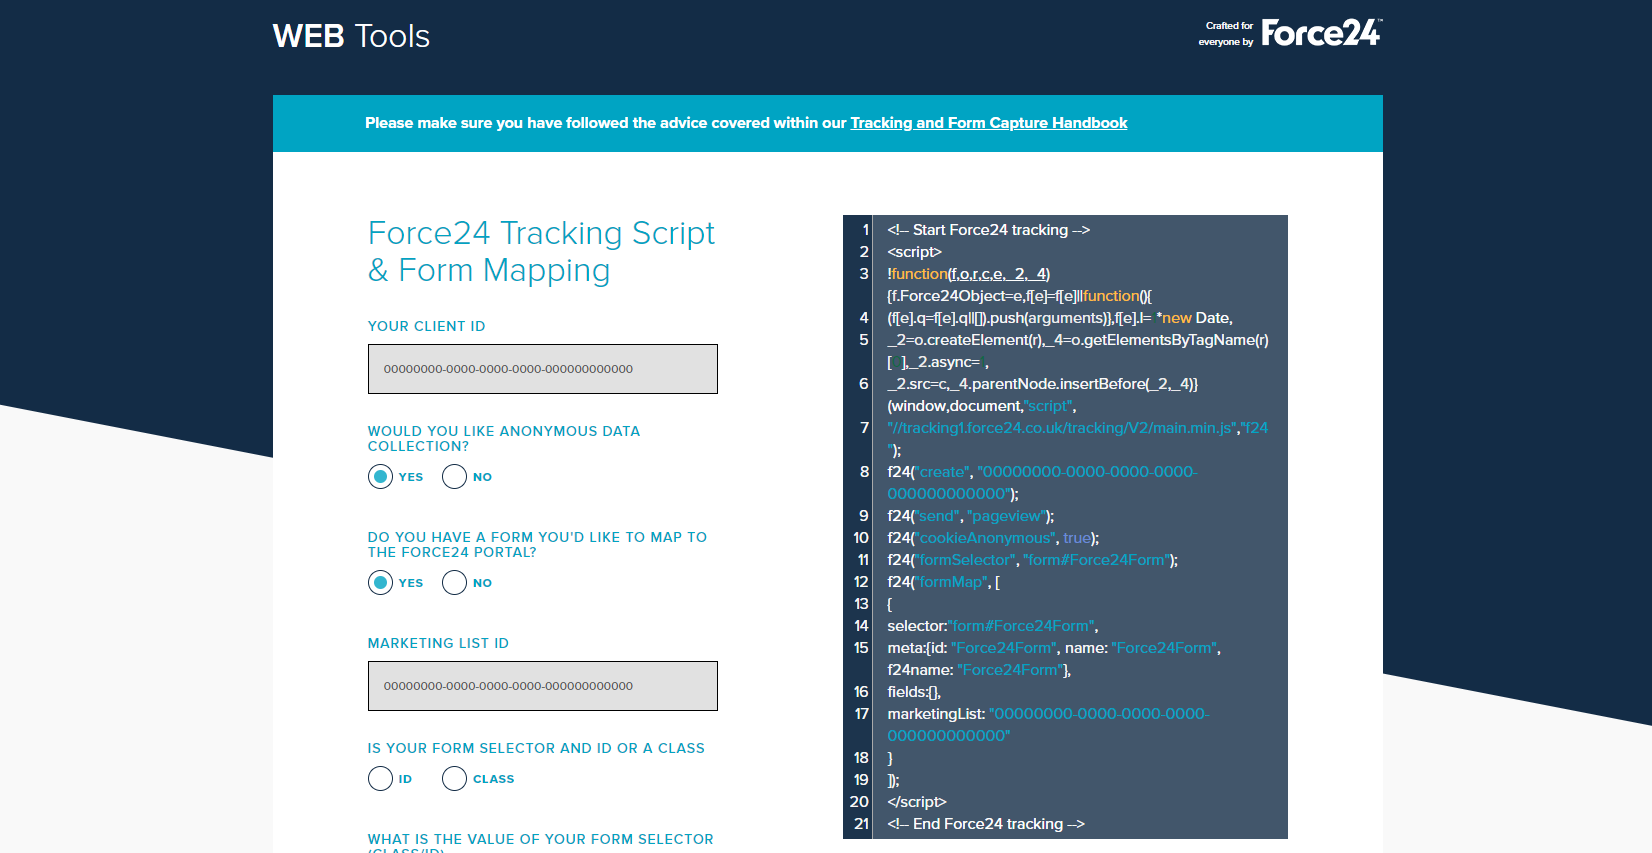 WEB Tools
Crafted for
everyone by
Force24™
Please make sure you have followed the advice covered within our Tracking and Form Capture Handbook
Force24 Tracking Script
& Form Mapping
YOUR CLIENT ID
00000000-0000-0000-0000-000000000000
WOULD YOU LIKE ANONYMOUS DATA
COLLECTION?
YES NO
DO YOU HAVE A FORM YOU'D LIKE TO MAP TO
THE FORCE24 PORTAL?
YES NO
MARKETING LIST ID
00000000-0000-0000-0000-000000000000
IS YOUR FORM SELECTOR AND ID OR A CLASS
ID CLASS
WHAT IS THE VALUE OF YOUR FORM SELECTOR
(CLASS/ID)
1 <!-- Start Force24 tracking -->
2 <script>
3 !function(f,o,r,c,e,_2,_4)
{f.Force24Object=e,f[e]=f[e]||function(){
4 (f[e].q=f[e].q||[]).push(arguments)},f[e].l= *new Date,
5 _2=o.createElement(r),_4=o.getElementsByTagName(r)
[ ],_2.async= ,
6 _2.src=c,_4.parentNode.insertBefore(_2,_4)}
(window,document,"script",
7 "//tracking1.force24.co.uk/tracking/V2/main.min.js","f24
");
8 f24("create", "00000000-0000-0000-0000-
000000000000");
9 f24("send", "pageview");
10 f24("cookieAnonymous", true);
11 f24("formSelector", "form#Force24Form");
12 f24("formMap", [
13 {
14 selector:"form#Force24Form",
15 meta:{id: "Force24Form", name: "Force24Form",
f24name: "Force24Form"},
16 fields:{},
17 marketingList: "00000000-0000-0000-0000-
000000000000"
18 }
19 ]);
20 </script>
21 <!-- End Force24 tracking -->